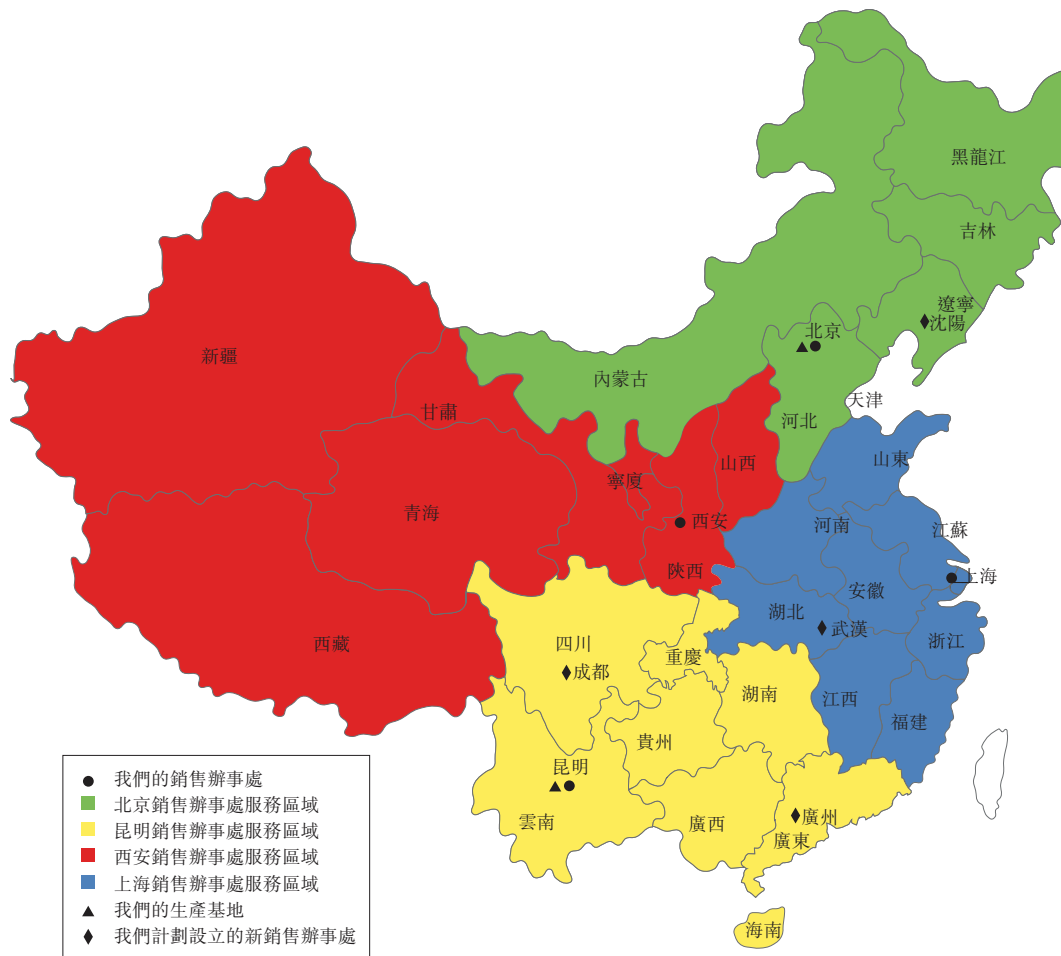 黑龍江
吉林
遼寧
沈陽
北京
新疆
內蒙古
天津
甘肅
河北
山西
山東
寧廈
青海
西安
河南
江蘇
陝西
上海
安徽
湖北
武漢
西藏
四川
浙江
重慶
成都
湖南
江西
福建
貴州
昆明
雲南
廣西
廣州
廣東
海南
我們的銷售辦事處
北京銷售辦事處服務區域
昆明銷售辦事處服務區域
西安銷售辦事處服務區域
上海銷售辦事處服務區域
我們的生產基地
我們計劃設立的新銷售辦事處